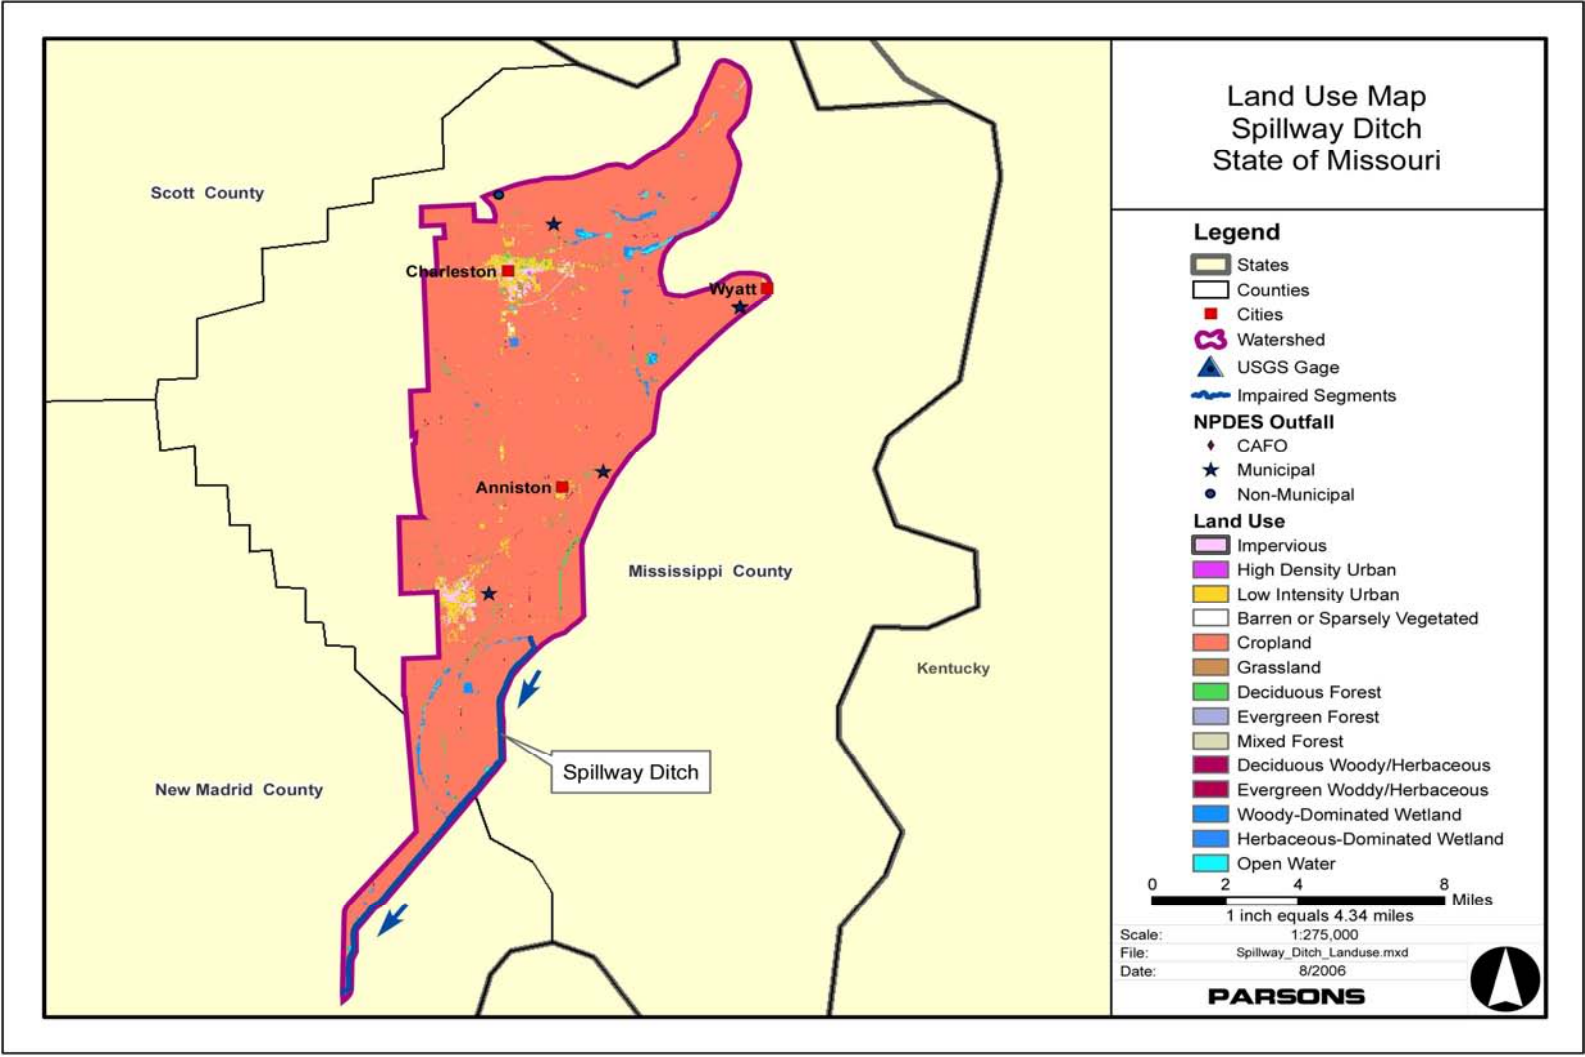 Land Use Map
Spillway Ditch
State of Missouri
Scott  County
Charleston
Wyatt
Anniston
Mississippi  County
Kentucky
Spillway Ditch
New Madrid  County
Legend
States
Counties
Cities
Watershed
USGS Gage
Impaired Segments
NPDES Outfall
CAFO
Municipal
Non-Municipal
Land Use
Impervious
High Density Urban
Low Intensity Urban
Barren or Sparsely Vegetated
Cropland
Grassland
Deciduous Forest
Evergreen Forest
Mixed Forest
Deciduous Woody/Herbaceous
Evergreen Woddy/Herbaceous
Woody-Dominated Wetland
Herbaceous-Dominated Wetland
Open Water
0 2 4 8
Miles
1 inch equals 4.34 miles
Scale: 1:275,000
File: Spillway_Ditch_Landuse.mxd
Date: 8/2006
PARSONS